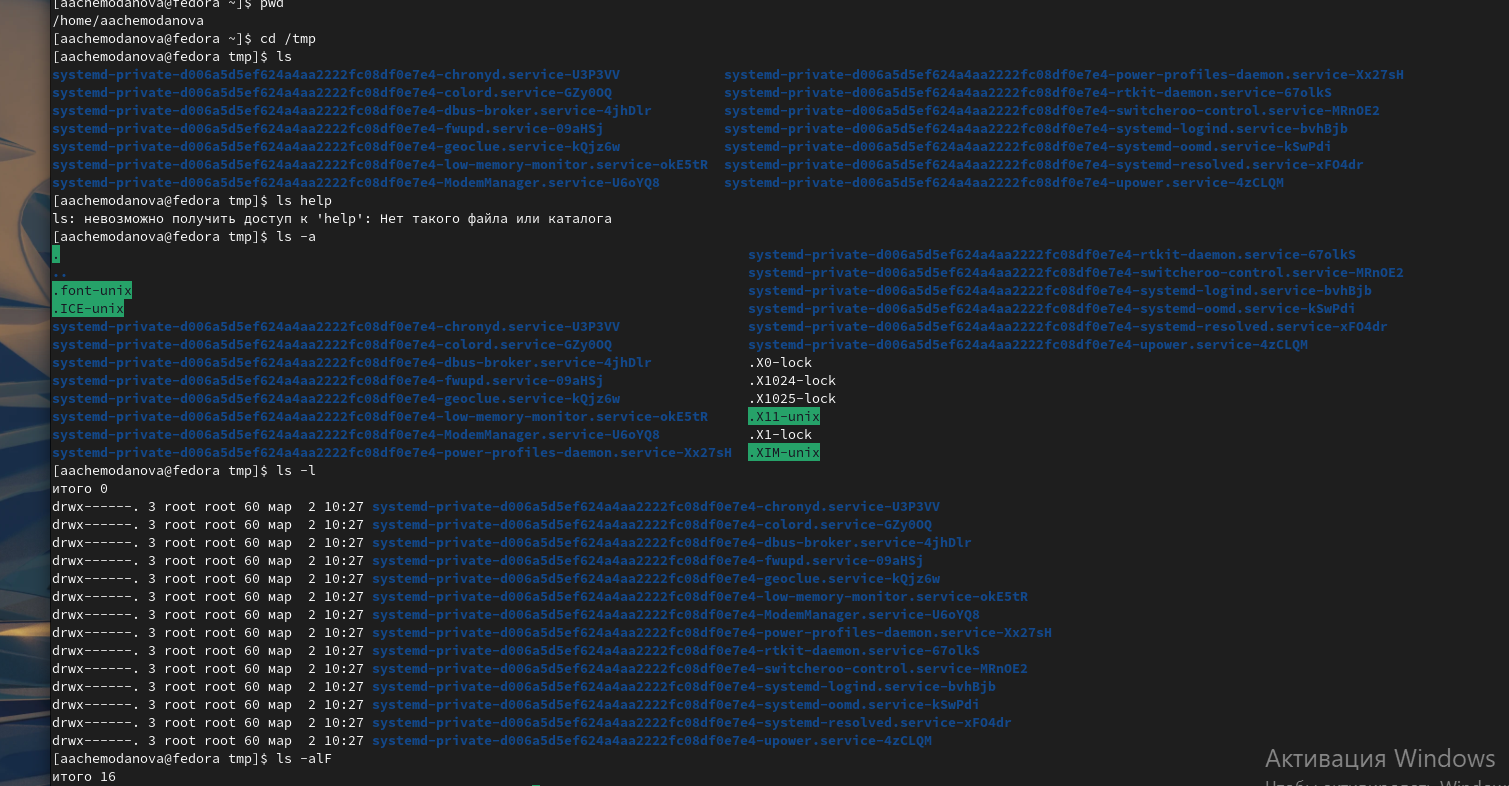 [aachemodanova@fedora ~]$ pwd
/home/aachemodanova
[aachemodanova@fedora ~]$ cd /tmp
[aachemodanova@fedora tmp]$ ls
systemd-private-d006a5d5ef624a4aa2222fc08df0e7e4-chronyd.service-U3P3VV systemd-private-d006a5d5ef624a4aa2222fc08df0e7e4-power-profiles-daemon.service-Xx27sH
systemd-private-d006a5d5ef624a4aa2222fc08df0e7e4-colord.service-GZy0OQ systemd-private-d006a5d5ef624a4aa2222fc08df0e7e4-rtkit-daemon.service-67olkS
systemd-private-d006a5d5ef624a4aa2222fc08df0e7e4-dbus-broker.service-4jhDlr systemd-private-d006a5d5ef624a4aa2222fc08df0e7e4-switcheroo-control.service-MRnOE2
systemd-private-d006a5d5ef624a4aa2222fc08df0e7e4-fwupd.service-09aHSj systemd-private-d006a5d5ef624a4aa2222fc08df0e7e4-systemd-logind.service-bvhBjb
systemd-private-d006a5d5ef624a4aa2222fc08df0e7e4-geoclue.service-kQjz6w systemd-private-d006a5d5ef624a4aa2222fc08df0e7e4-systemd-oomd.service-kSwPdi
systemd-private-d006a5d5ef624a4aa2222fc08df0e7e4-low-memory-monitor.service-okE5tR systemd-private-d006a5d5ef624a4aa2222fc08df0e7e4-systemd-resolved.service-xFO4dr
systemd-private-d006a5d5ef624a4aa2222fc08df0e7e4-ModemManager.service-U6oYQ8 systemd-private-d006a5d5ef624a4aa2222fc08df0e7e4-upower.service-4zCLQM
[aachemodanova@fedora tmp]$ ls help
ls: невозможно получить доступ к 'help': Нет такого файла или каталога
[aachemodanova@fedora tmp]$ ls -a
. systemd-private-d006a5d5ef624a4aa2222fc08df0e7e4-rtkit-daemon.service-67olkS
.. systemd-private-d006a5d5ef624a4aa2222fc08df0e7e4-switcheroo-control.service-MRnOE2
.font-unix systemd-private-d006a5d5ef624a4aa2222fc08df0e7e4-systemd-logind.service-bvhBjb
.ICE-unix systemd-private-d006a5d5ef624a4aa2222fc08df0e7e4-systemd-oomd.service-kSwPdi
systemd-private-d006a5d5ef624a4aa2222fc08df0e7e4-chronyd.service-U3P3VV systemd-private-d006a5d5ef624a4aa2222fc08df0e7e4-systemd-resolved.service-xFO4dr
systemd-private-d006a5d5ef624a4aa2222fc08df0e7e4-colord.service-GZy0OQ systemd-private-d006a5d5ef624a4aa2222fc08df0e7e4-upower.service-4zCLQM
systemd-private-d006a5d5ef624a4aa2222fc08df0e7e4-dbus-broker.service-4jhDlr .X0-lock
systemd-private-d006a5d5ef624a4aa2222fc08df0e7e4-fwupd.service-09aHSj .X1024-lock
systemd-private-d006a5d5ef624a4aa2222fc08df0e7e4-geoclue.service-kQjz6w .X1025-lock
systemd-private-d006a5d5ef624a4aa2222fc08df0e7e4-low-memory-monitor.service-okE5tR .X11-unix
systemd-private-d006a5d5ef624a4aa2222fc08df0e7e4-ModemManager.service-U6oYQ8 .X1-lock
systemd-private-d006a5d5ef624a4aa2222fc08df0e7e4-power-profiles-daemon.service-Xx27sH .XIM-unix
[aachemodanova@fedora tmp]$ ls -l
итого 0
drwx------. 3 root root 60 мар  2 10:27 systemd-private-d006a5d5ef624a4aa2222fc08df0e7e4-chronyd.service-U3P3VV
drwx------. 3 root root 60 мар  2 10:27 systemd-private-d006a5d5ef624a4aa2222fc08df0e7e4-colord.service-GZy0OQ
drwx------. 3 root root 60 мар  2 10:27 systemd-private-d006a5d5ef624a4aa2222fc08df0e7e4-dbus-broker.service-4jhDlr
drwx------. 3 root root 60 мар  2 10:27 systemd-private-d006a5d5ef624a4aa2222fc08df0e7e4-fwupd.service-09aHSj
drwx------. 3 root root 60 мар  2 10:27 systemd-private-d006a5d5ef624a4aa2222fc08df0e7e4-geoclue.service-kQjz6w
drwx------. 3 root root 60 мар  2 10:27 systemd-private-d006a5d5ef624a4aa2222fc08df0e7e4-low-memory-monitor.service-okE5tR
drwx------. 3 root root 60 мар  2 10:27 systemd-private-d006a5d5ef624a4aa2222fc08df0e7e4-ModemManager.service-U6oYQ8
drwx------. 3 root root 60 мар  2 10:27 systemd-private-d006a5d5ef624a4aa2222fc08df0e7e4-power-profiles-daemon.service-Xx27sH
drwx------. 3 root root 60 мар  2 10:27 systemd-private-d006a5d5ef624a4aa2222fc08df0e7e4-rtkit-daemon.service-67olkS
drwx------. 3 root root 60 мар  2 10:27 systemd-private-d006a5d5ef624a4aa2222fc08df0e7e4-switcheroo-control.service-MRnOE2
drwx------. 3 root root 60 мар  2 10:27 systemd-private-d006a5d5ef624a4aa2222fc08df0e7e4-systemd-logind.service-bvhBjb
drwx------. 3 root root 60 мар  2 10:27 systemd-private-d006a5d5ef624a4aa2222fc08df0e7e4-systemd-oomd.service-kSwPdi
drwx------. 3 root root 60 мар  2 10:27 systemd-private-d006a5d5ef624a4aa2222fc08df0e7e4-systemd-resolved.service-xFO4dr
drwx------. 3 root root 60 мар  2 10:27 systemd-private-d006a5d5ef624a4aa2222fc08df0e7e4-upower.service-4zCLQM
[aachemodanova@fedora tmp]$ ls -alF
итого 16
Активация Windows